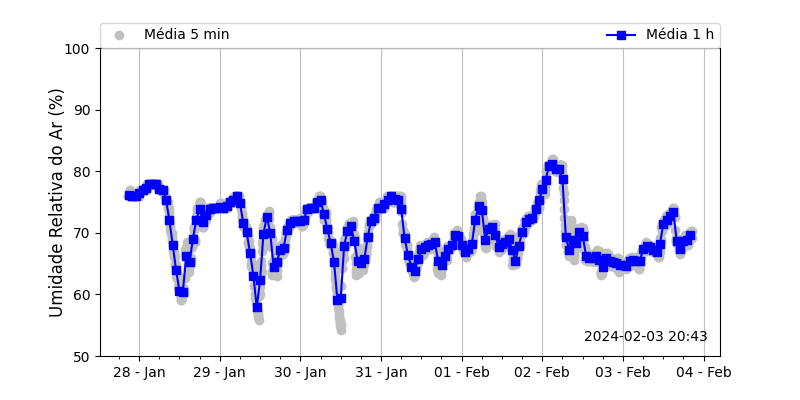 Média 5 min
Média 1 h
Umidade Relativa do Ar (%)
100
90
80
70
60
50
2024-02-03 20:43
28 - Jan
29 - Jan
30 - Jan
31 - Jan
01 - Feb
02 - Feb
03 - Feb
04 - Feb